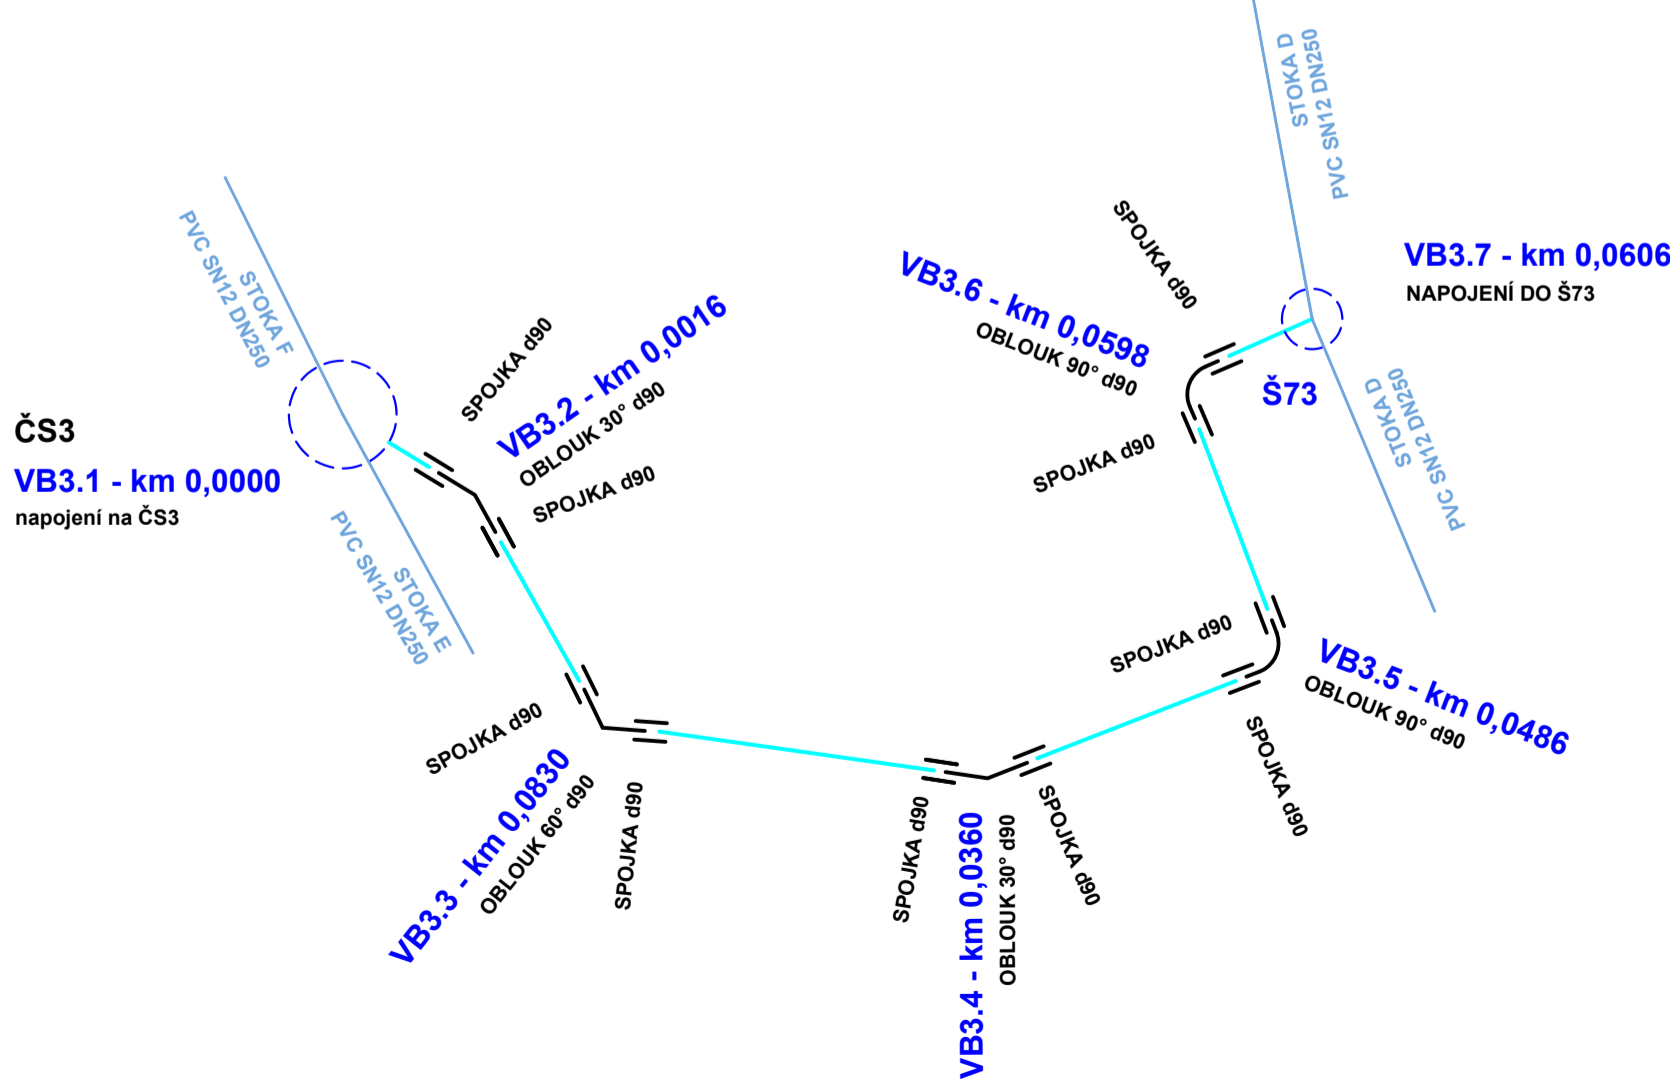 STOKA D
PVC SN12 DN250
SPOJKA d90
VB3.7 - km 0,0606
NAPOJENÍ DO Š73
VB3.6 - km 0,0598
OBLOUK 90° d90
Š73
SPOJKA d90
STOKA D
PVC SN12 DN250
STOKA F
PVC SN12 DN250
SPOJKA d90
VB3.2 - km 0,0016
OBLOUK 30° d90
SPOJKA d90
ČS3
VB3.1 - km 0,0000
napojení na ČS3
STOKA E
PVC SN12 DN250
SPOJKA d90
VB3.3 - km 0,0830
OBLOUK 60° d90
SPOJKA d90
SPOJKA d90
VB3.4 - km 0,0360
OBLOUK 30° d90
SPOJKA d90
SPOJKA d90
VB3.5 - km 0,0486
OBLOUK 90° d90
SPOJKA d90